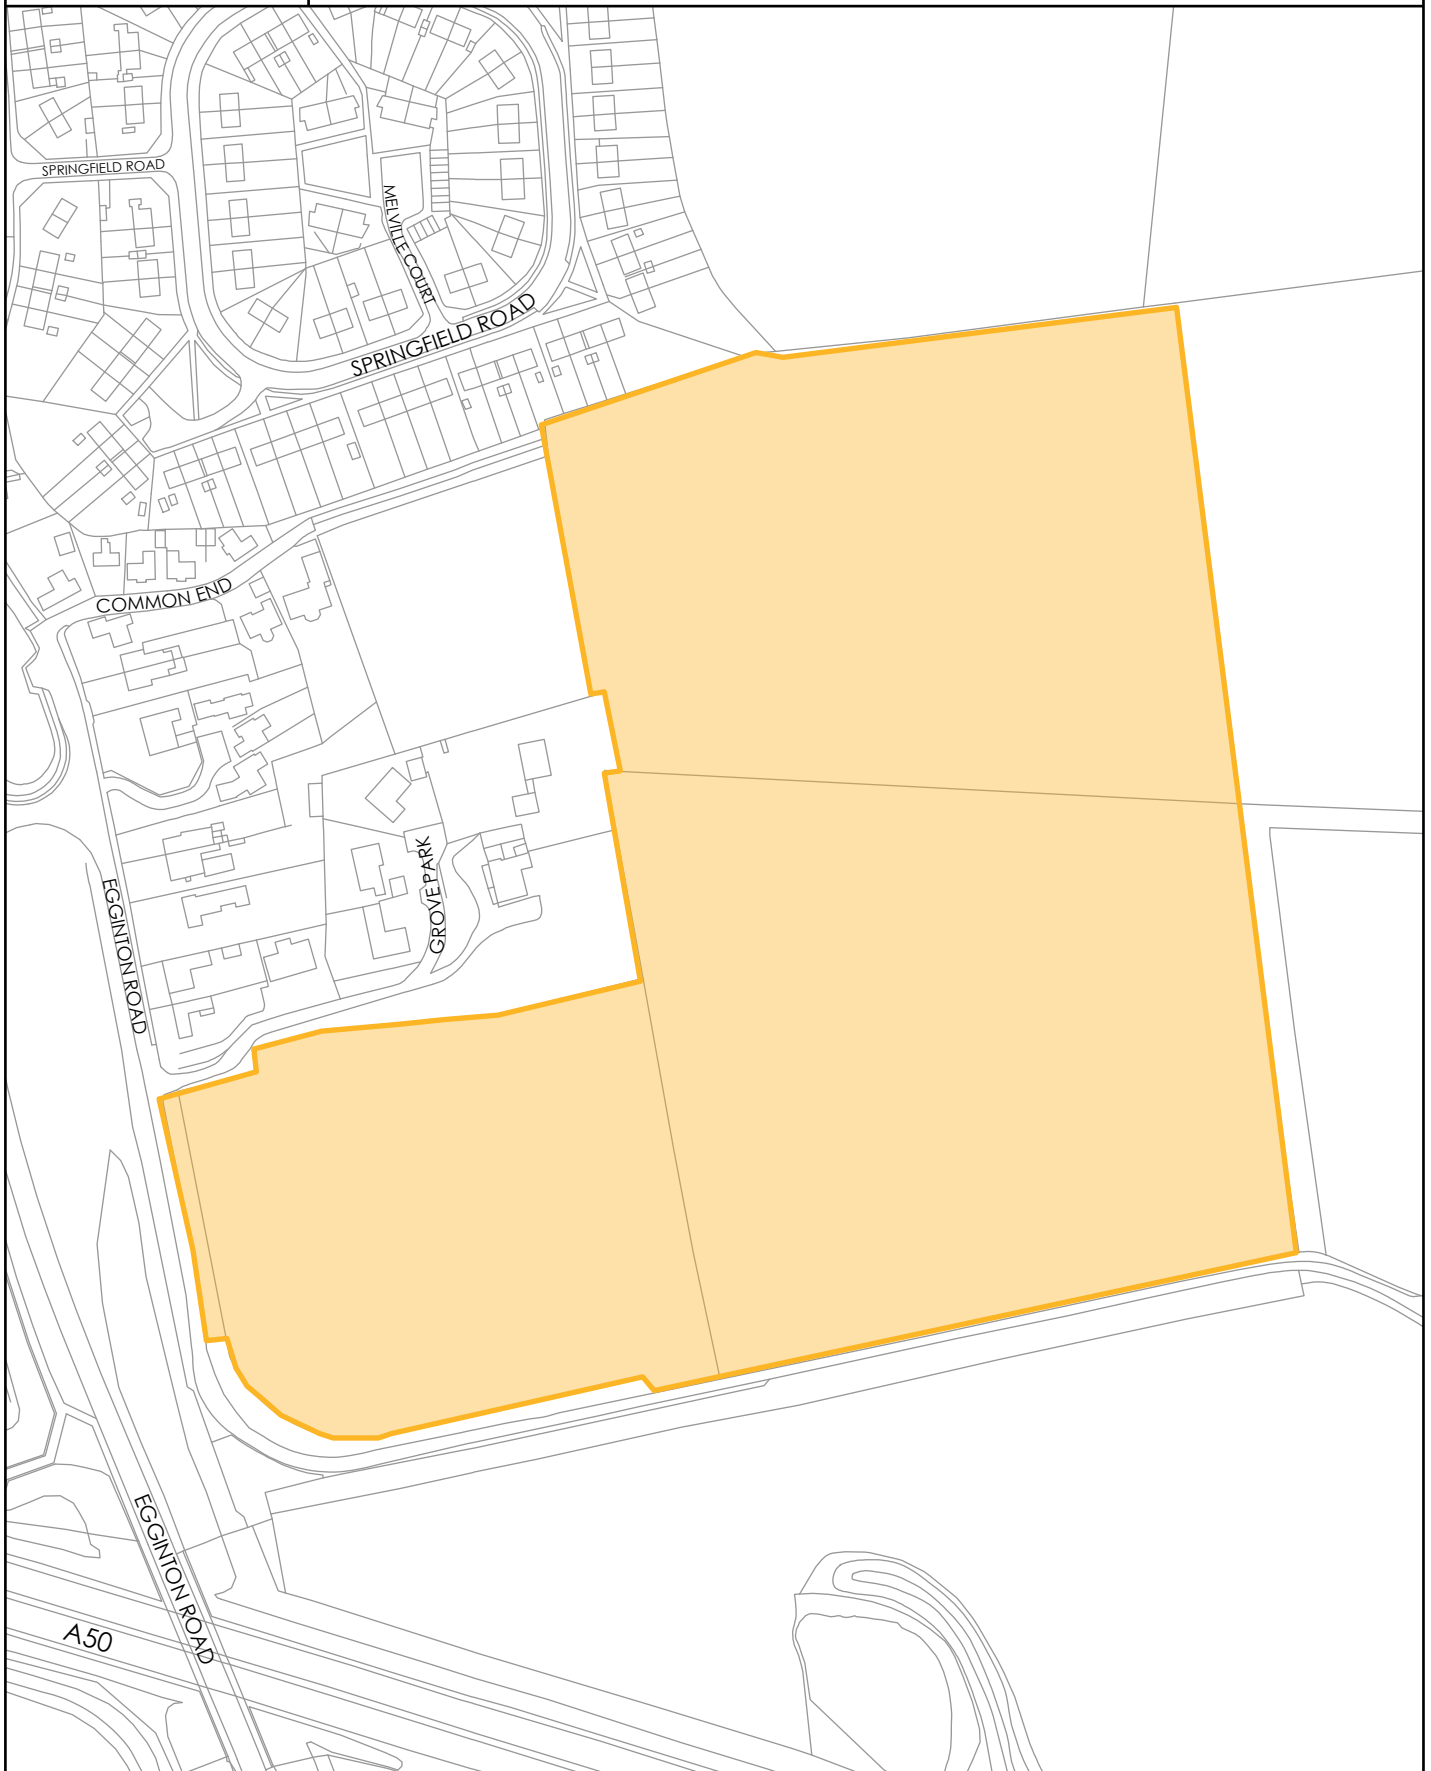 SPRINGFIELD ROAD
MELVILLE COURT
SPRINGFIELD ROAD
COMMON END
GROVE PARK
EGGINTON ROAD
EGGINTON ROAD
A50